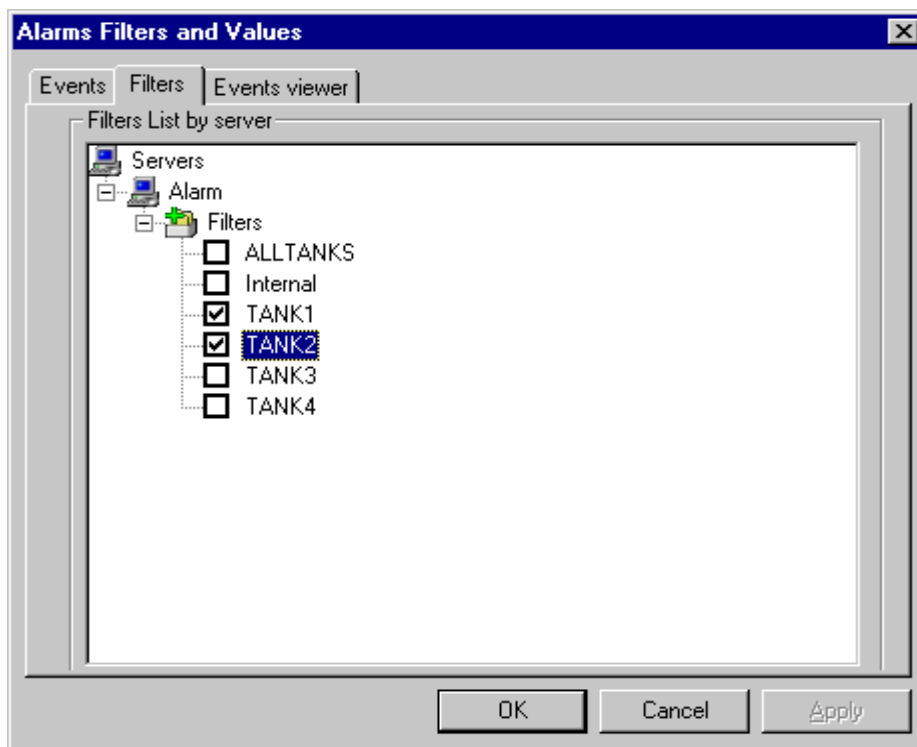 Alarms Filters and Values
Events Filters Events viewer
Filters List by server
Servers
Alarm
Filters
ALLTANKS
Internal
TANK1
TANK2
TANK3
TANK4
OK Cancel Apply